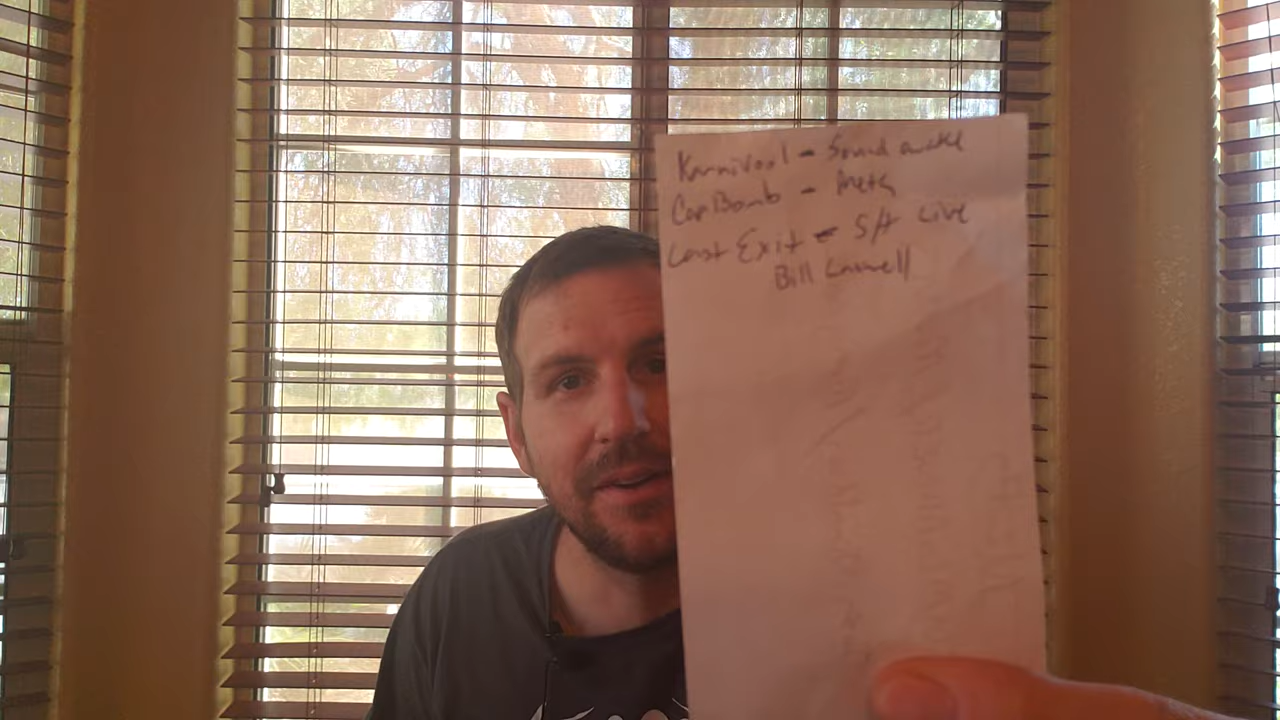 Karnivool - Sound awake
CarBomb - Meta
Last Exit - S/t Live
Bill Laswell